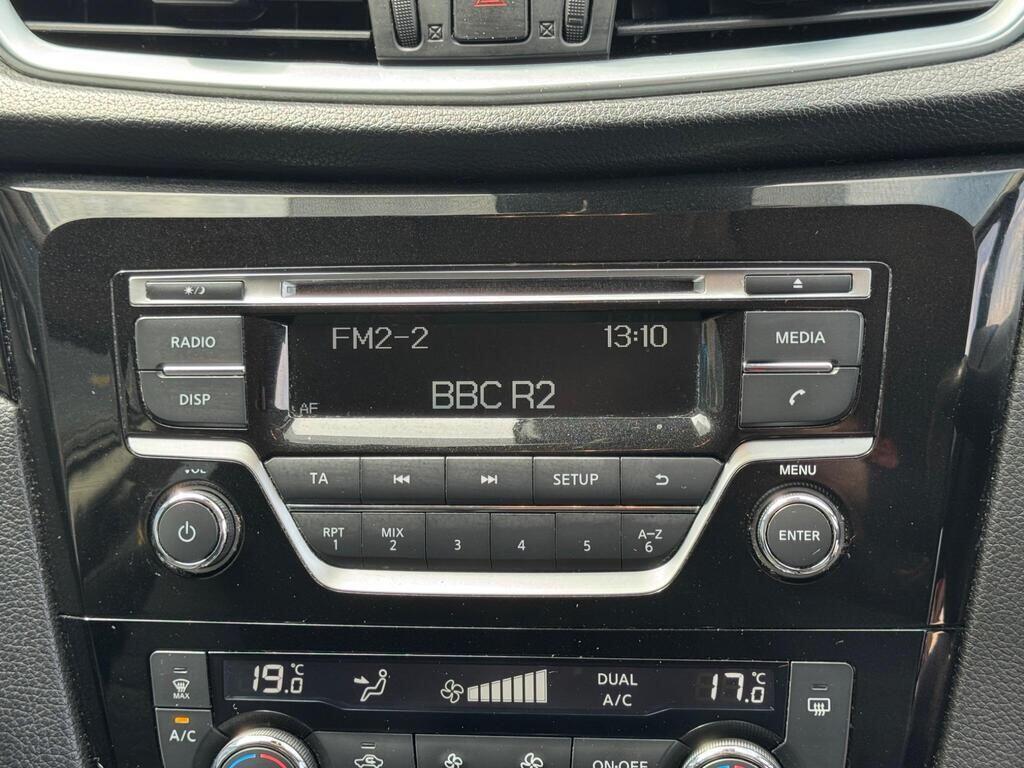 RADIO
DISP
FM2-2 13:10
BBC R2
AF
MEDIA
VOL
TA
SETUP
RPT 1
MIX 2
3
4
5
A-Z 6
MENU
ENTER
MAX
A/C
19.0 °C
DUAL
A/C
17.0 °C
ON·OFF